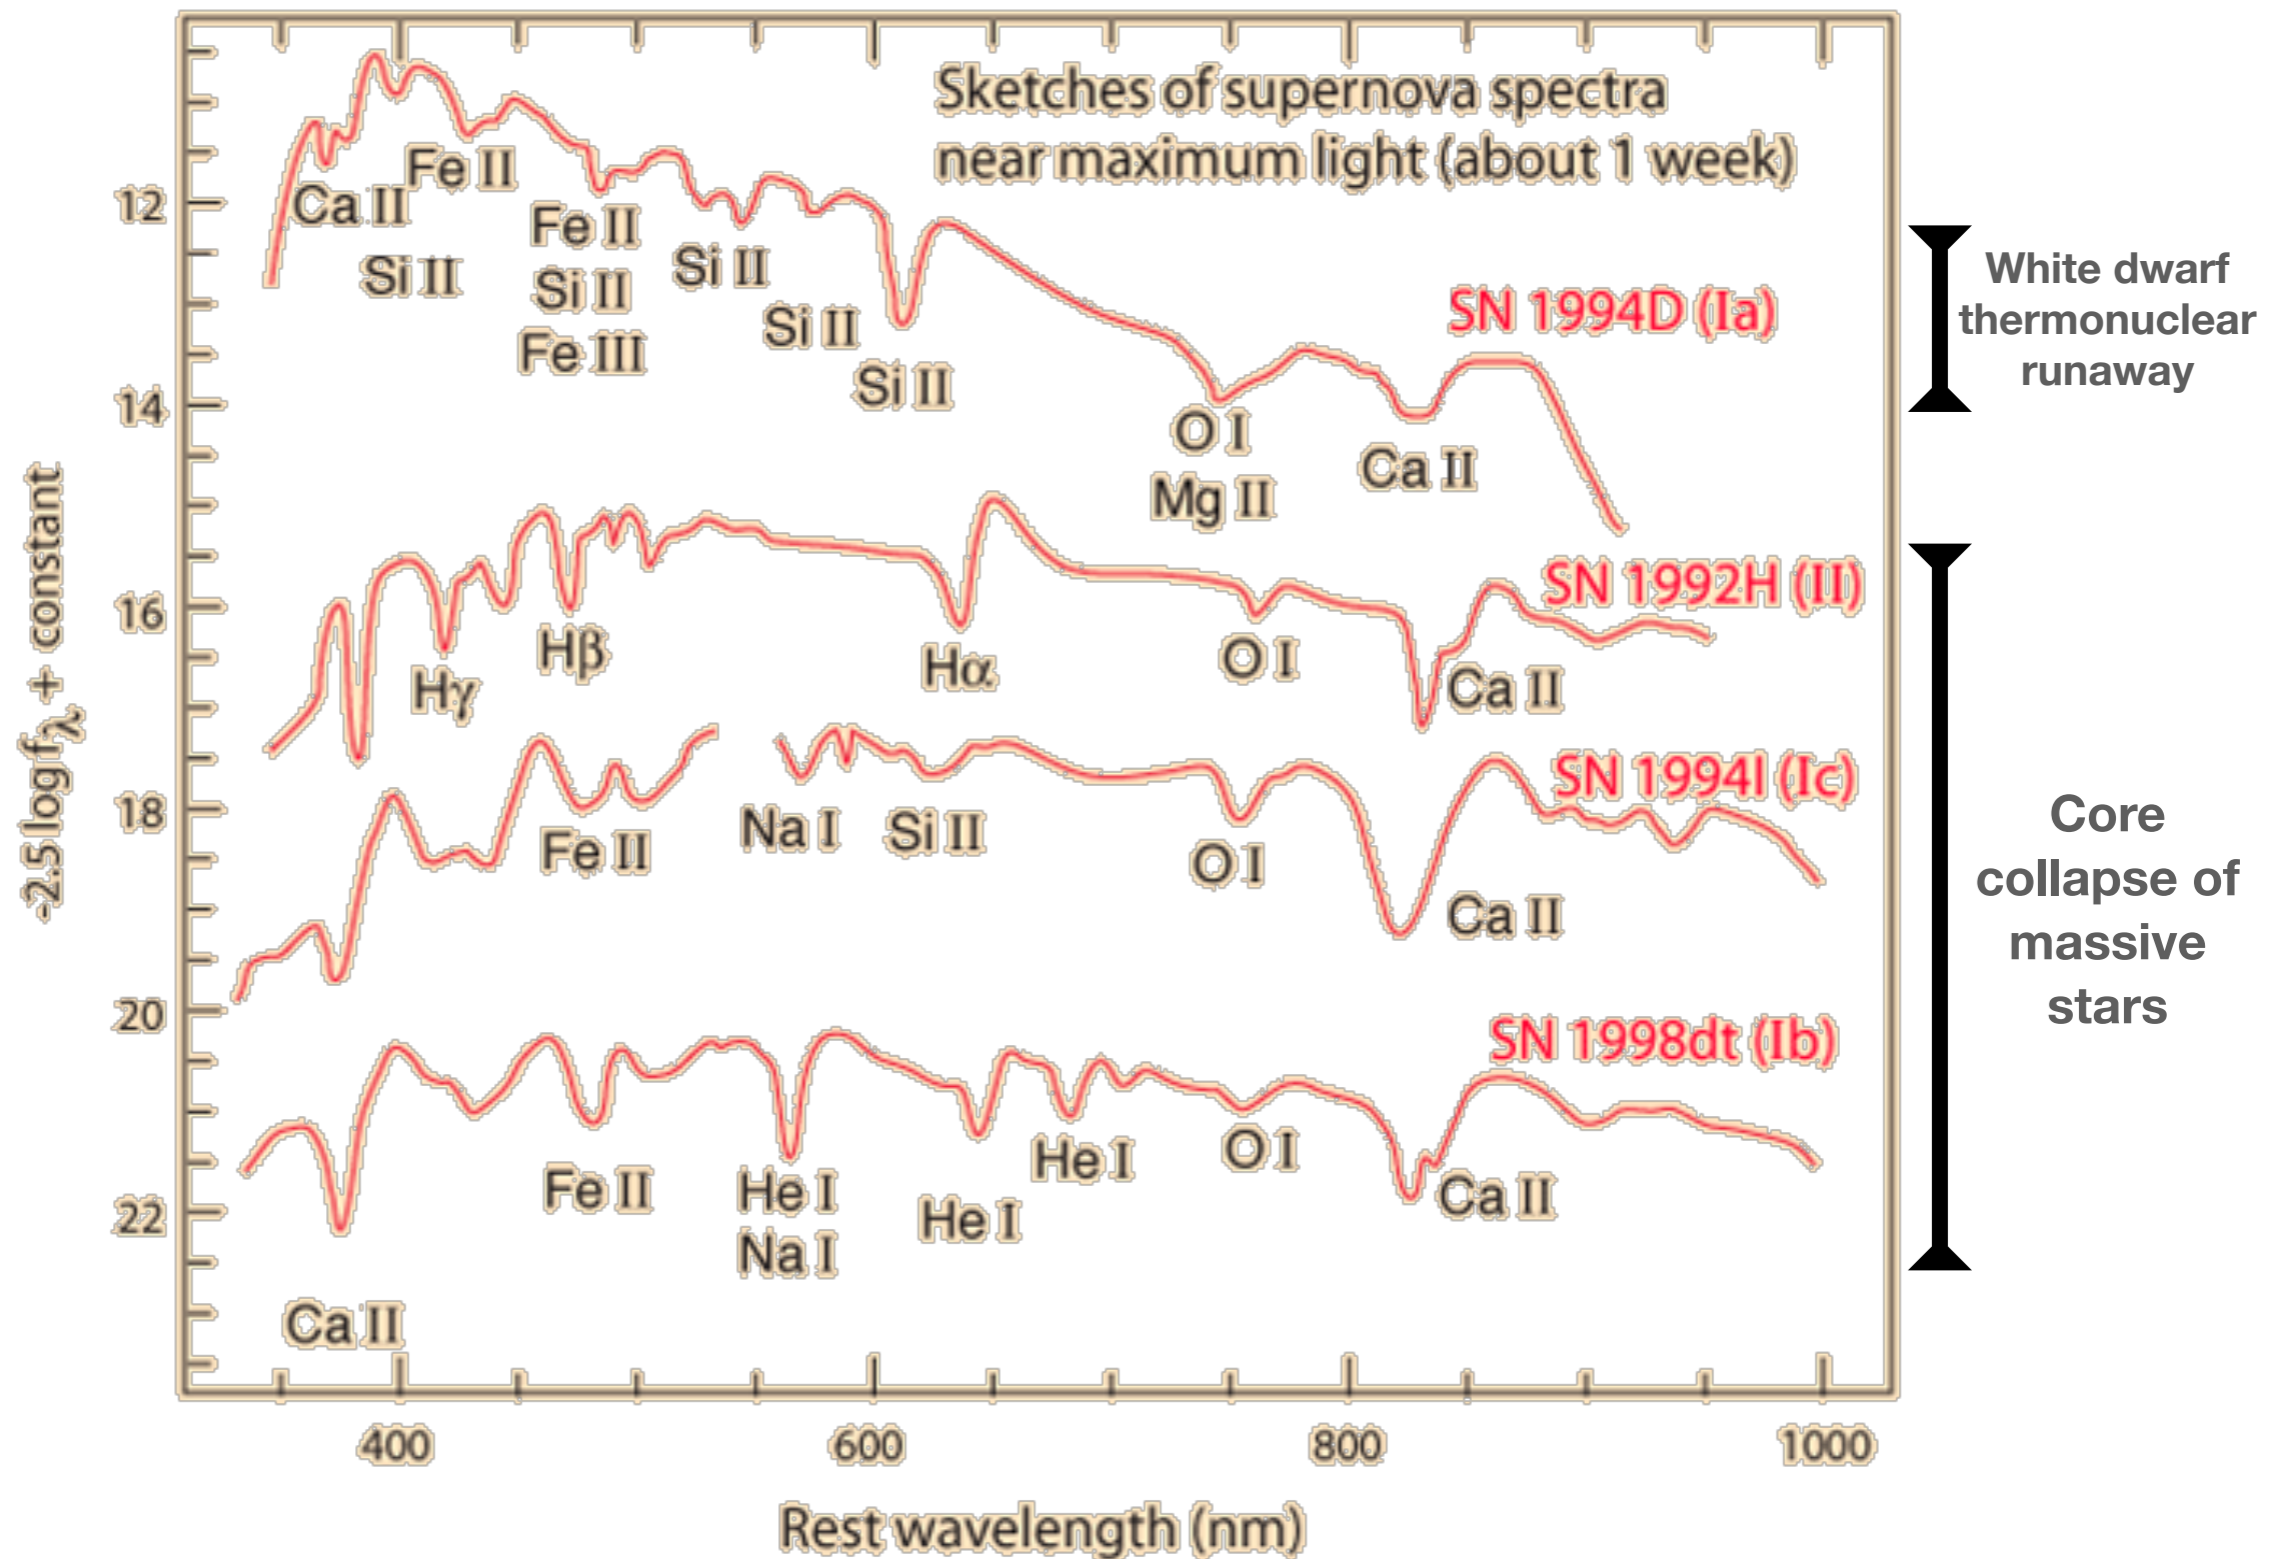 Sketches of supernova spectra
near maximum light (about 1 week)
Ca II
Si II
Fe II
Fe II
Si II
Fe III
Si II
Si II
Si II
O I
Mg II
Ca II
SN 1994D (Ia)
White dwarf
thermonuclear
runaway
Hγ
Hβ
Hα
O I
Ca II
SN 1992H (II)
Fe II
Na I
Si II
O I
Ca II
SN 1994I (Ic)
Core
collapse of
massive
stars
Ca II
Fe II
He I
Na I
He I
He I
O I
Ca II
SN 1998dt (Ib)
12
14
16
18
20
22
-2.5 log fλ + constant
400
600
800
1000
Rest wavelength (nm)